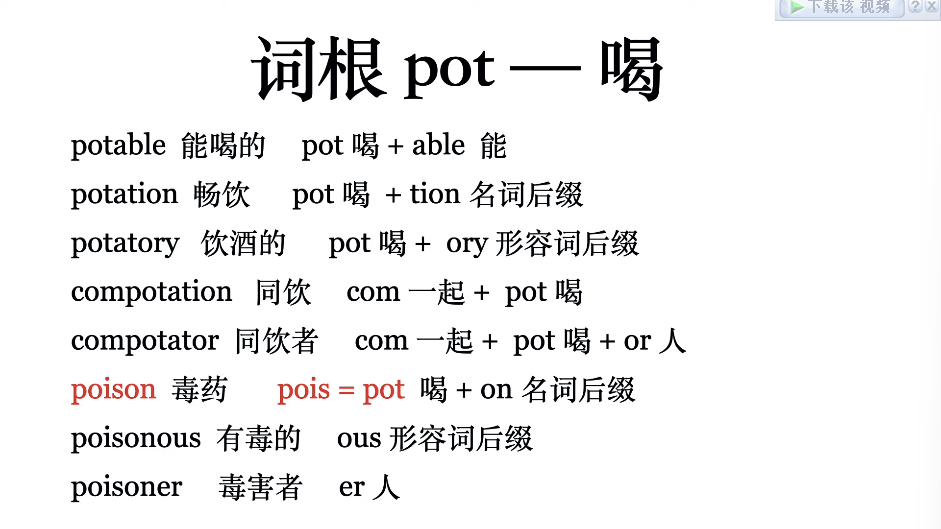 下载该 视频
词根 pot — 喝
potable 能喝的 pot 喝 + able 能
potation 畅饮 pot 喝 + tion 名词后缀
potatory 饮酒的 pot 喝 + ory 形容词后缀
compotation 同饮 com 一起 + pot 喝
compotator 同饮者 com 一起 + pot 喝 + or 人
poison 毒药 pois = pot 喝 + on 名词后缀
poisonous 有毒的 ous 形容词后缀
poisoner 毒害者 er 人